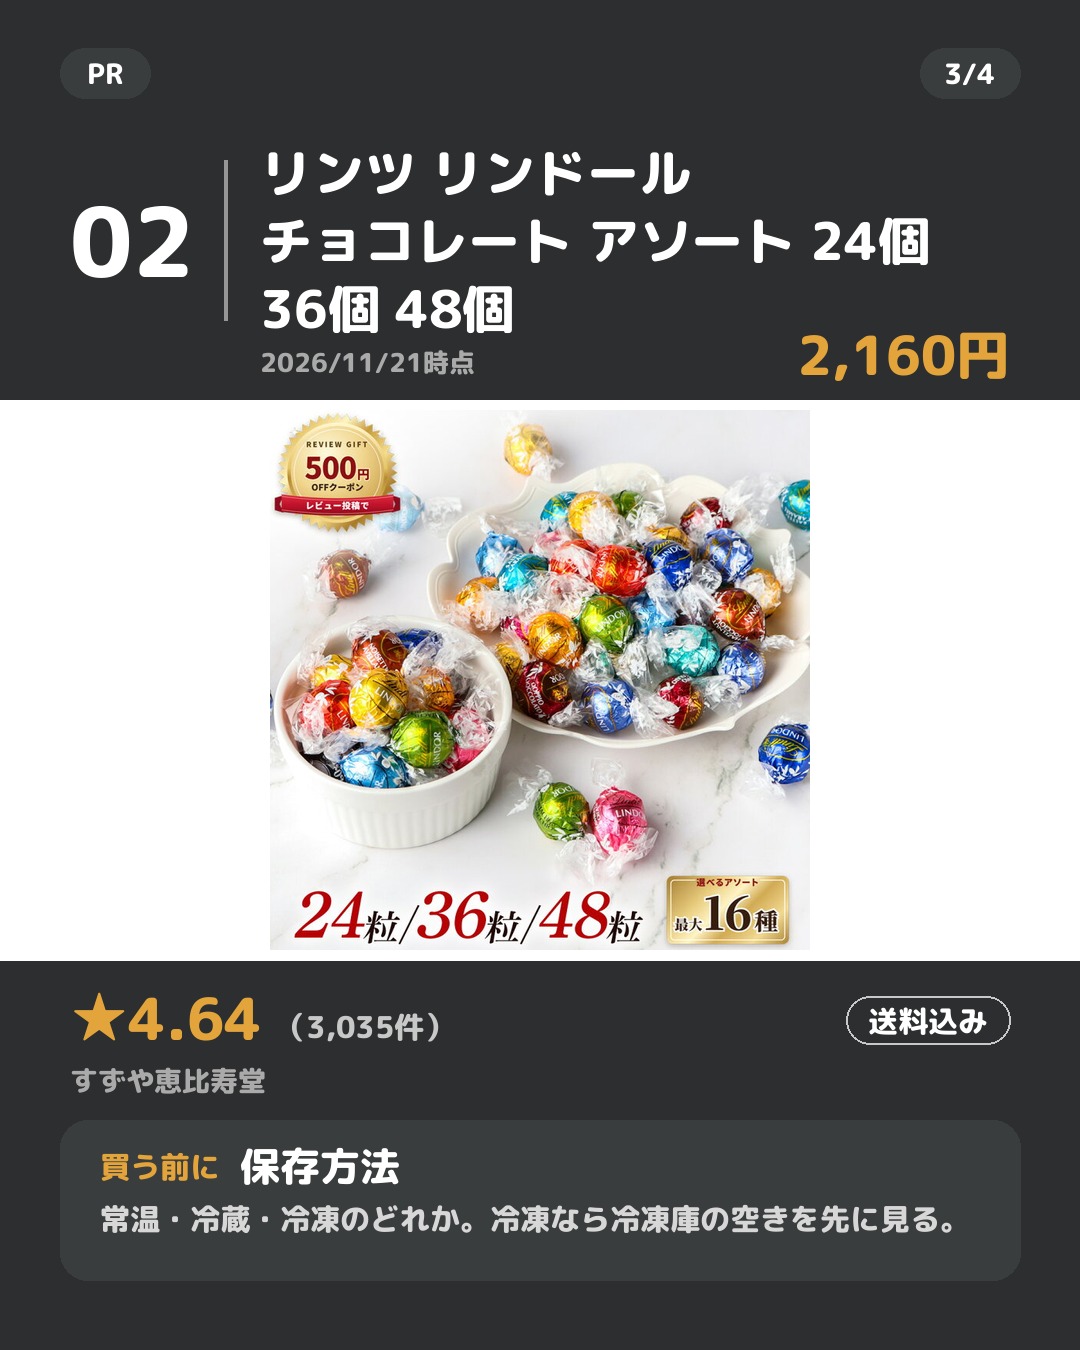 PR
3/4
02
リンツ リンドール
チョコレート アソート 24個
36個 48個
2026/11/21時点
2,160円
REVIEW GIFT
500円
OFFクーポン
レビュー投稿で
24粒/36粒/48粒
選べるアソート
最大16種
★4.64 (3,035件)
送料込み
すずや恵比寿堂
買う前に 保存方法
常温・冷蔵・冷凍のどれか。冷凍なら冷凍庫の空きを先に見る。